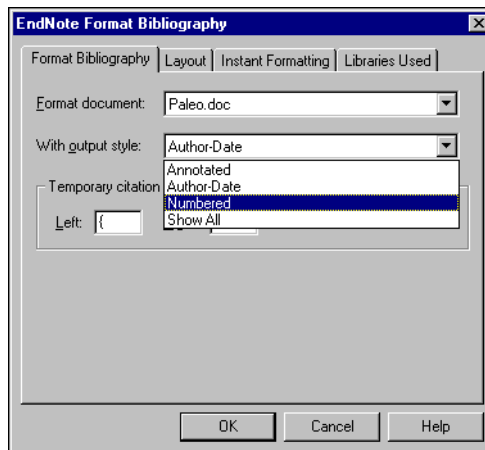 EndNote Format Bibliography
Format Bibliography Layout Instant Formatting Libraries Used
Format document: Paleo.doc
With output style: Author-Date
Annotated
Temporary citation Author-Date
Numbered
Left: { Show All
OK Cancel Help